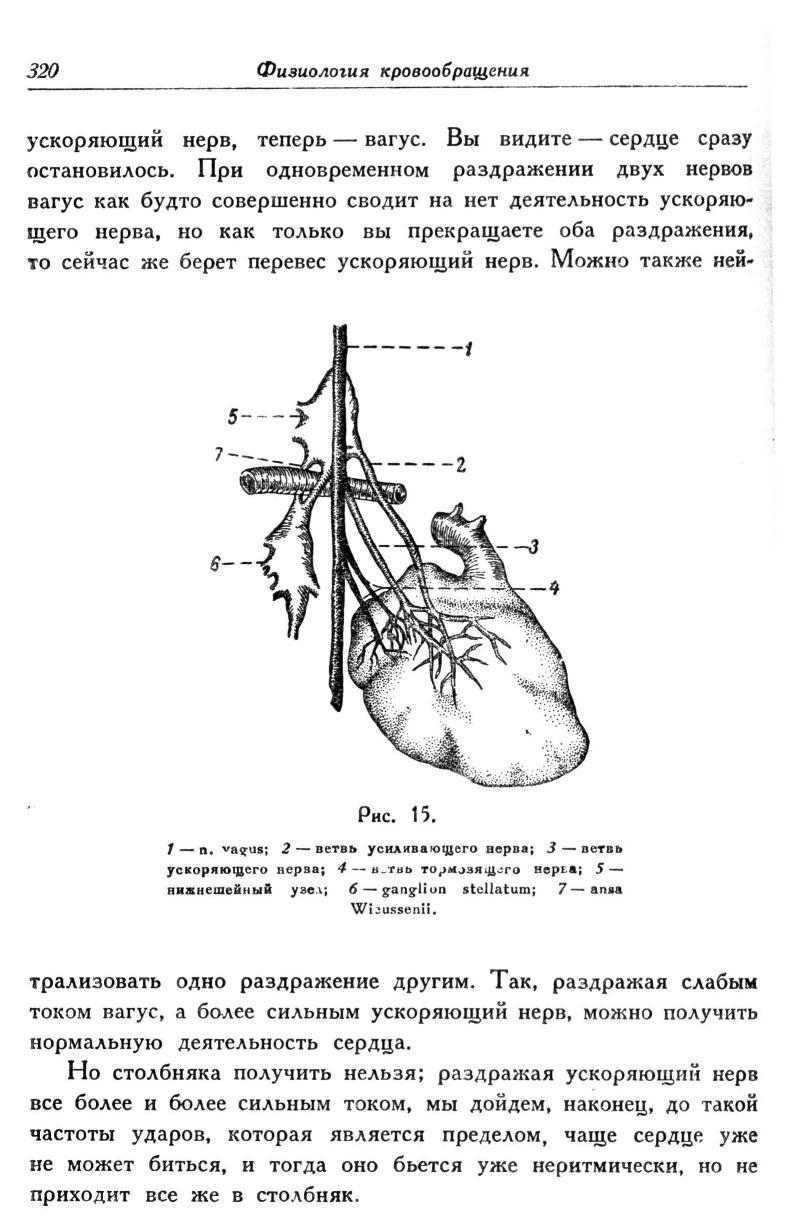 320
Физиология кровообращения
ускоряющий нерв, теперь — вагус. Вы видите — сердце сразу
остановилось. При одновременном раздражении двух нервов
вагус как будто совершенно сводит на нет деятельность ускоряю-
щего нерва, но как только вы прекращаете оба раздражения,
то сейчас же берет перевес ускоряющий нерв. Можно также ней-
1
5
7
2
3
6
4
Рис. 15.
1 — n. vagus; 2 — ветвь усиливающего нерва; 3 — ветвь
ускоряющего нерва; 4 — ветвь тормозящего нерва; 5 —
нижнешейный узел; 6 — ganglion stellatum; 7 — ansa
Wieussenii.
трализовать одно раздражение другим. Так, раздражая слабым
током вагус, а более сильным ускоряющий нерв, можно получить
нормальную деятельность сердца.
Но столбняка получить нельзя; раздражая ускоряющий нерв
все более и более сильным током, мы дойдем, наконец, до такой
частоты ударов, которая является пределом, чаще сердце уже
не может биться, и тогда оно бьется уже неритмически, но не
приходит все же в столбняк.